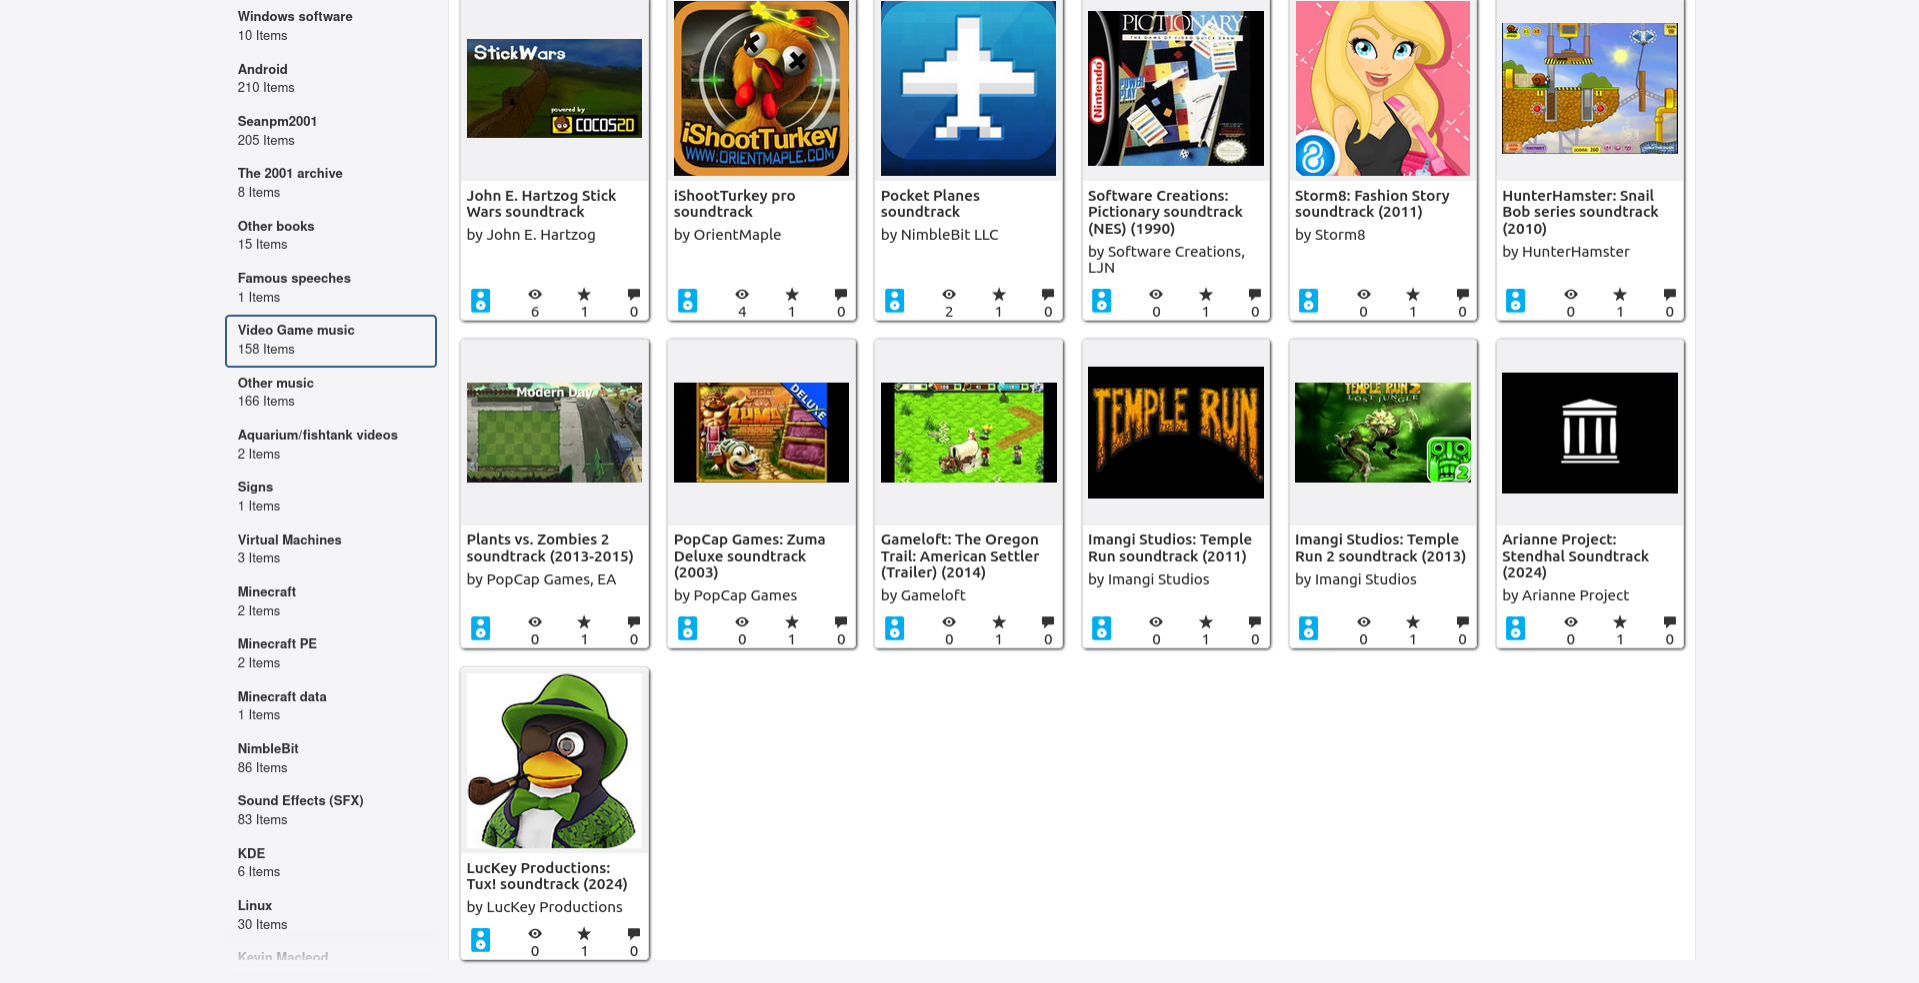 Windows software
10 Items
Android
210 Items
Seanpm2001
205 Items
The 2001 archive
8 Items
Other books
15 Items
Famous speeches
1 Items
Video Game music
158 Items
Other music
166 Items
Aquarium/fishtank videos
2 Items
Signs
1 Items
Virtual Machines
3 Items
Minecraft
2 Items
Minecraft PE
2 Items
Minecraft data
1 Items
NimbleBit
86 Items
Sound Effects (SFX)
83 Items
KDE
6 Items
Linux
30 Items
Kevin Macleod
StickWars
powered by
COCOS2D
John E. Hartzog Stick
Wars soundtrack
by John E. Hartzog
6 1 0
iShootTurkey
WWW.ORIENTMAPLE.COM
iShootTurkey pro
soundtrack
by OrientMaple
4 1 0
Pocket Planes
soundtrack
by NimbleBit LLC
2 1 0
PICTIONARY
THE GAME OF VIDEO QUICK DRAW
Nintendo
POWER
PLAY
Software Creations:
Pictionary soundtrack
(NES) (1990)
by Software Creations,
LJN
0 1 0
Storm8: Fashion Story
soundtrack (2011)
by Storm8
0 1 0
HunterHamster: Snail
Bob series soundtrack
(2010)
by HunterHamster
0 1 0
Modern Day
Plants vs. Zombies 2
soundtrack (2013-2015)
by PopCap Games, EA
0 1 0
ZUMA
DELUXE
PopCap Games: Zuma
Deluxe soundtrack
(2003)
by PopCap Games
0 1 0
Gameloft: The Oregon
Trail: American Settler
(Trailer) (2014)
by Gameloft
0 1 0
TEMPLE RUN
Imangi Studios: Temple
Run soundtrack (2011)
by Imangi Studios
0 1 0
TEMPLE RUN 2
LOST JUNGLE
2
Imangi Studios: Temple
Run 2 soundtrack (2013)
by Imangi Studios
0 1 0
Arianne Project:
Stendhal Soundtrack
(2024)
by Arianne Project
0 1 0
LucKey Productions:
Tux! soundtrack (2024)
by LucKey Productions
0 1 0